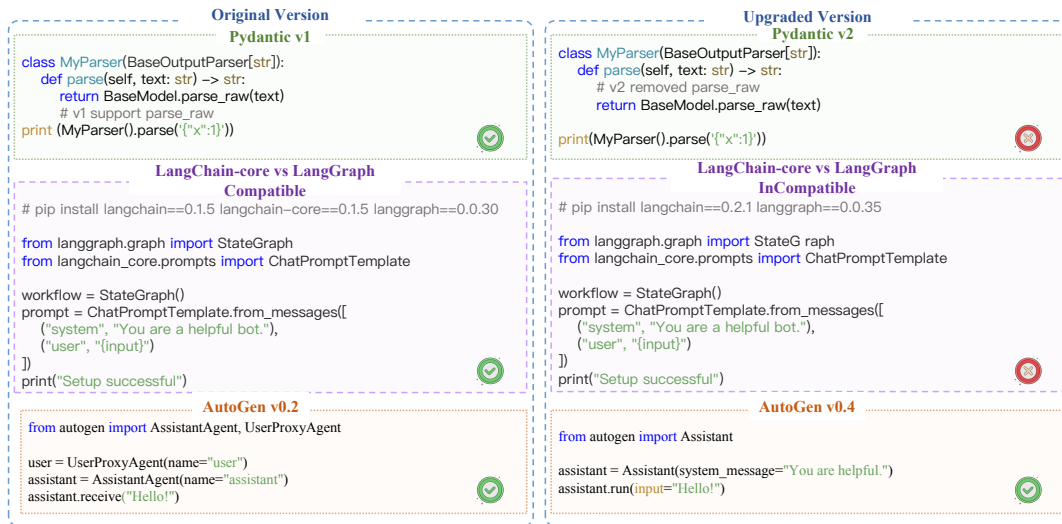 Original Version
Pydantic v1
class MyParser(BaseOutputParser[str]):
def parse(self, text: str) -> str:
return BaseModel.parse_raw(text)
# v1 support parse_raw
print (MyParser().parse('{"x":1}'))
LangChain-core vs LangGraph
Compatible
# pip install langchain==0.1.5 langchain-core==0.1.5 langgraph==0.0.30
from langgraph.graph import StateGraph
from langchain_core.prompts import ChatPromptTemplate
workflow = StateGraph()
prompt = ChatPromptTemplate.from_messages([
("system", "You are a helpful bot."),
("user", "{input}")
])
print("Setup successful")
AutoGen v0.2
from autogen import AssistantAgent, UserProxyAgent
user = UserProxyAgent(name="user")
assistant = AssistantAgent(name="assistant")
assistant.receive("Hello!")
Upgraded Version
Pydantic v2
class MyParser(BaseOutputParser[str]):
def parse(self, text: str) -> str:
# v2 removed parse_raw
return BaseModel.parse_raw(text)
print(MyParser().parse('{"x":1}'))
LangChain-core vs LangGraph
InCompatible
# pip install langchain==0.2.1 langgraph==0.0.35
from langgraph.graph import StateG raph
from langchain_core.prompts import ChatPromptTemplate
workflow = StateGraph()
prompt = ChatPromptTemplate.from_messages([
("system", "You are a helpful bot."),
("user", "{input}")
])
print("Setup successful")
AutoGen v0.4
from autogen import Assistant
assistant = Assistant(system_message="You are helpful.")
assistant.run(input="Hello!")